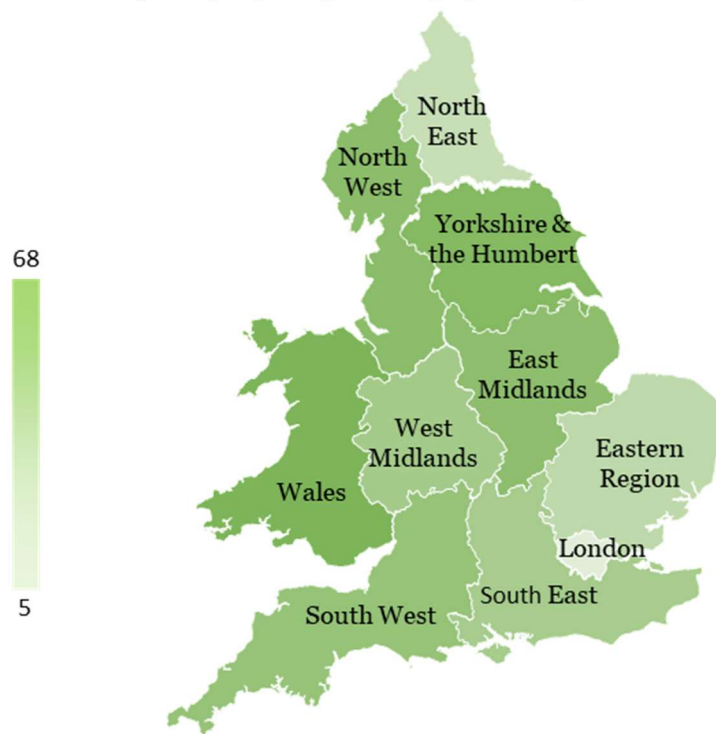 North
East
North
West
Yorkshire &
the Humbert
68
East
Midlands
West
Midlands
Eastern
Region
Wales
London
5
South East
South West